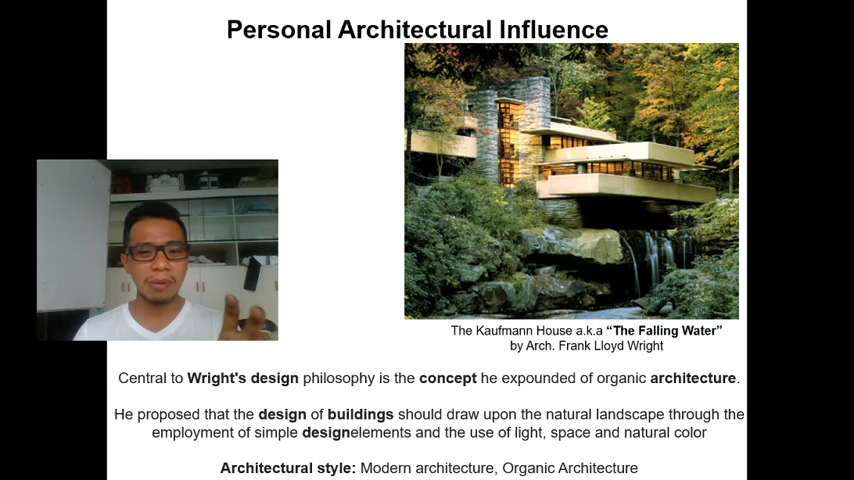 Personal Architectural Influence
The Kaufmann House a.k.a “The Falling Water”
by Arch. Frank Lloyd Wright
Central to Wright's design philosophy is the concept he expounded of organic architecture.
He proposed that the design of buildings should draw upon the natural landscape through the
employment of simple designelements and the use of light, space and natural color
Architectural style: Modern architecture, Organic Architecture